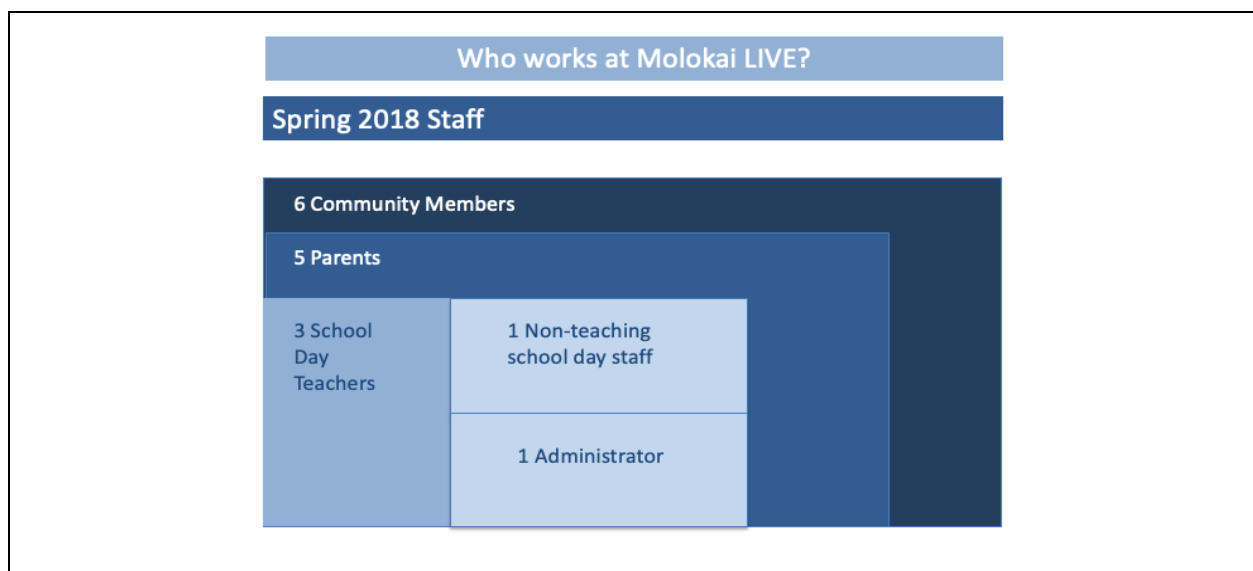 Who works at Molokai LIVE?
Spring 2018 Staff
6 Community Members
5 Parents
3 School
Day
Teachers
1 Non-teaching
school day staff
1 Administrator